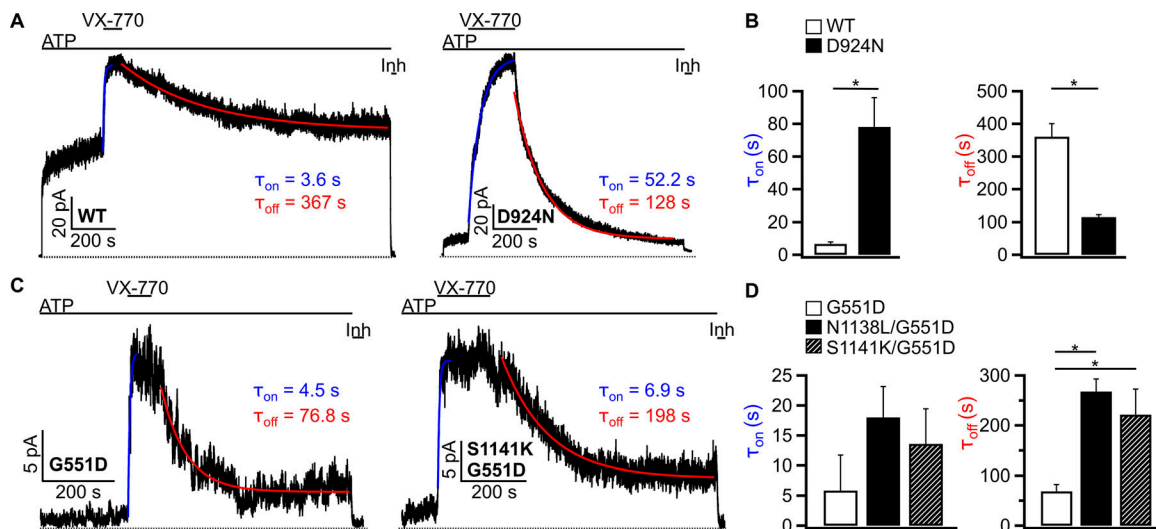 A
VX-770
ATP
Inh
τon = 3.6 s
τoff = 367 s
20 pA
WT
200 s
VX-770
ATP
Inh
τon = 52.2 s
τoff = 128 s
20 pA
D924N
200 s
B
WT
D924N
*
100
80
60
40
20
0
τon (s)
*
500
400
300
200
100
0
τoff (s)
C
VX-770
ATP
Inh
τon = 4.5 s
τoff = 76.8 s
5 pA
G551D
200 s
VX-770
ATP
Inh
τon = 6.9 s
τoff = 198 s
5 pA
S1141K
G551D
200 s
D
G551D
N1138L/G551D
S1141K/G551D
25
20
15
10
5
0
τon (s)
*
*
300
200
100
0
τoff (s)